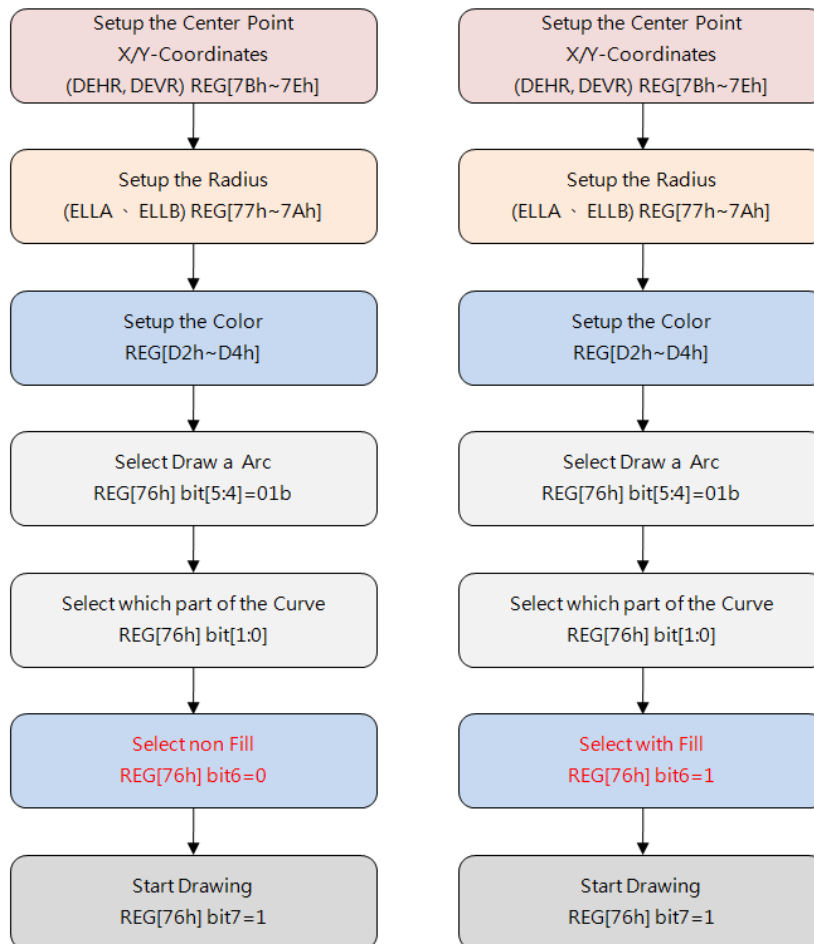 Setup the Center Point
X/Y-Coordinates
(DEHR, DEVR) REG[7Bh~7Eh]
Setup the Radius
(ELLA 、 ELLB) REG[77h~7Ah]
Setup the Color
REG[D2h~D4h]
Select Draw a Arc
REG[76h] bit[5:4]=01b
Select which part of the Curve
REG[76h] bit[1:0]
Select non Fill
REG[76h] bit6=0
Start Drawing
REG[76h] bit7=1
Setup the Center Point
X/Y-Coordinates
(DEHR, DEVR) REG[7Bh~7Eh]
Setup the Radius
(ELLA 、 ELLB) REG[77h~7Ah]
Setup the Color
REG[D2h~D4h]
Select Draw a Arc
REG[76h] bit[5:4]=01b
Select which part of the Curve
REG[76h] bit[1:0]
Select with Fill
REG[76h] bit6=1
Start Drawing
REG[76h] bit7=1